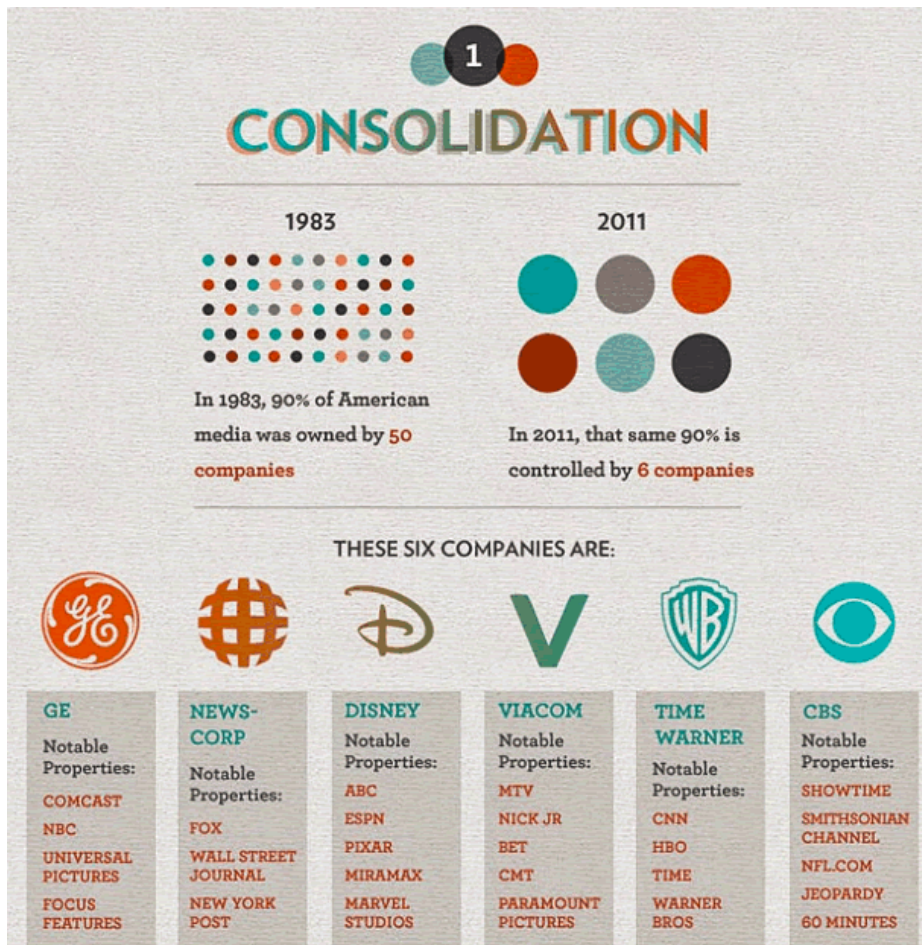 1
CONSOLIDATION
1983
In 1983, 90% of American
media was owned by 50
companies
2011
In 2011, that same 90% is
controlled by 6 companies
THESE SIX COMPANIES ARE:
GE
GE
Notable
Properties:
COMCAST
NBC
UNIVERSAL
PICTURES
FOCUS
FEATURES
NEWS-
CORP
Notable
Properties:
FOX
WALL STREET
JOURNAL
NEW YORK
POST
D
DISNEY
Notable
Properties:
ABC
ESPN
PIXAR
MIRAMAX
MARVEL
STUDIOS
V
VIACOM
Notable
Properties:
MTV
NICK JR
BET
CMT
PARAMOUNT
PICTURES
WB
TIME
WARNER
Notable
Properties:
CNN
HBO
TIME
WARNER
BROS
CBS
Notable
Properties:
SHOWTIME
SMITHSONIAN
CHANNEL
NFL.COM
JEOPARDY
60 MINUTES